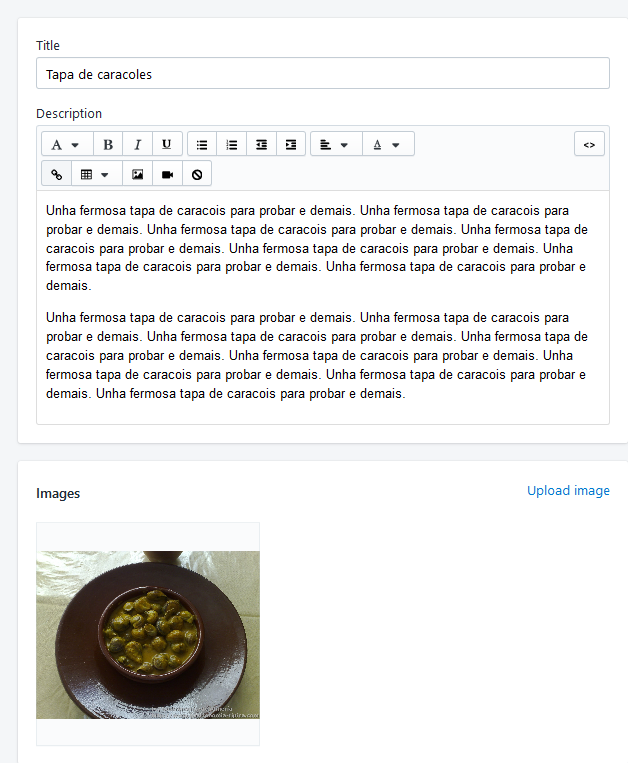 Title
Tapa de caracoles
Description
A B I U A <>
Unha fermosa tapa de caracois para probar e demais. Unha fermosa tapa de caracois para
probar e demais. Unha fermosa tapa de caracois para probar e demais. Unha fermosa tapa de
caracois para probar e demais. Unha fermosa tapa de caracois para probar e demais. Unha
fermosa tapa de caracois para probar e demais. Unha fermosa tapa de caracois para probar e
demais.
Unha fermosa tapa de caracois para probar e demais. Unha fermosa tapa de caracois para
probar e demais. Unha fermosa tapa de caracois para probar e demais. Unha fermosa tapa de
caracois para probar e demais. Unha fermosa tapa de caracois para probar e demais. Unha
fermosa tapa de caracois para probar e demais. Unha fermosa tapa de caracois para probar e
demais. Unha fermosa tapa de caracois para probar e demais.
Images
Upload image